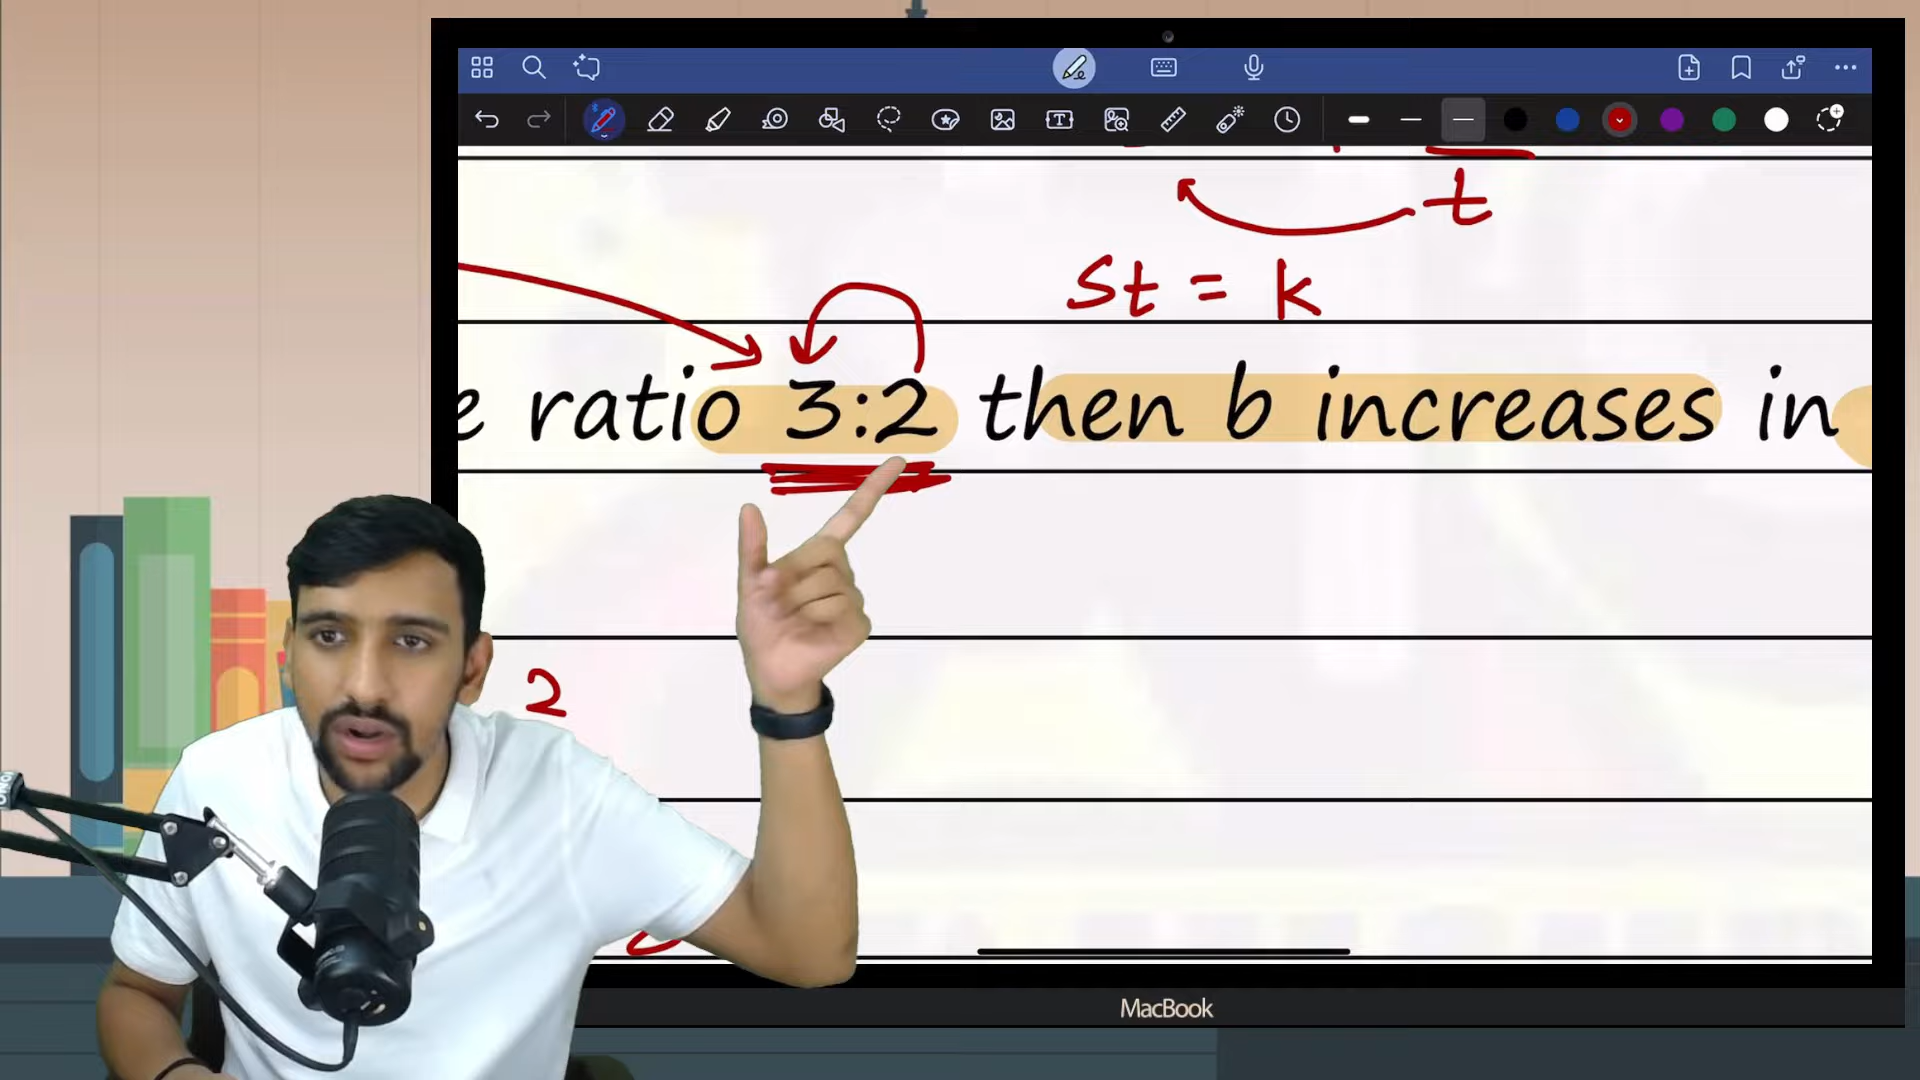 t
St = k
e ratio 3:2 then b increases in
2
MacBook